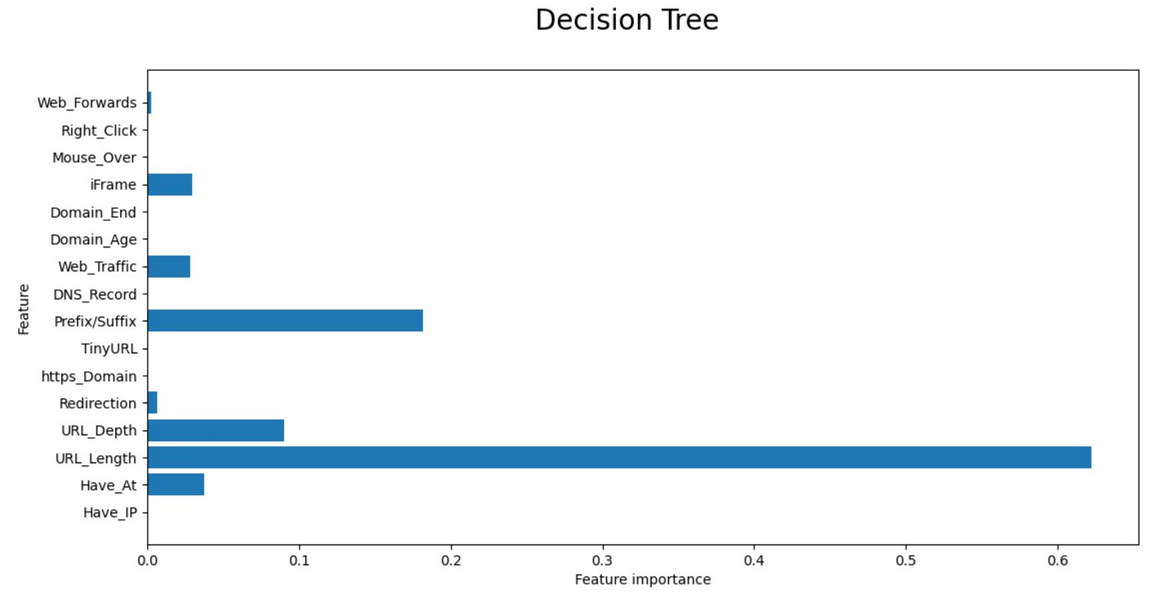 Decision Tree
Web_Forwards
Right_Click
Mouse_Over
iFrame
Domain_End
Domain_Age
Web_Traffic
DNS_Record
Prefix/Suffix
TinyURL
https_Domain
Redirection
URL_Depth
URL_Length
Have_At
Have_IP
Feature
0.0 0.1 0.2 0.3 0.4 0.5 0.6
Feature importance